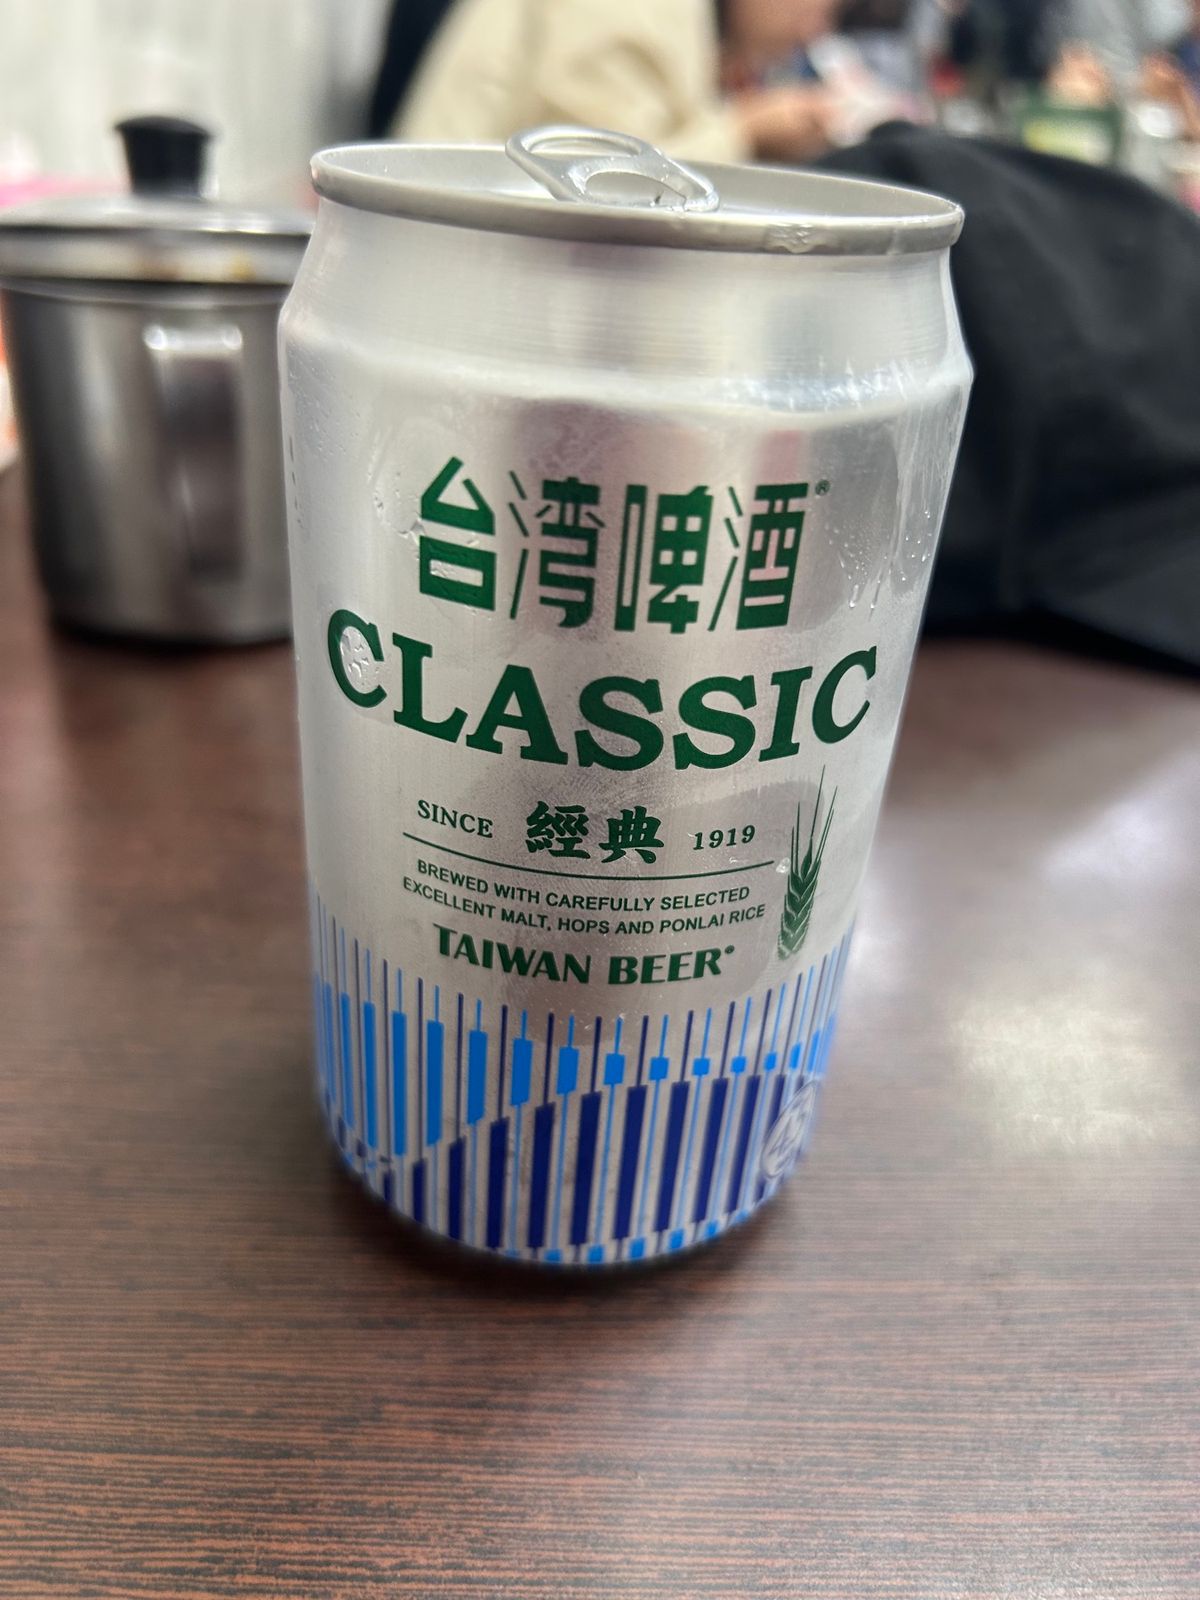 台湾啤酒®
CLASSIC
SINCE 經典 1919
BREWED WITH CAREFULLY SELECTED
EXCELLENT MALT, HOPS AND PONLAI RICE
TAIWAN BEER®